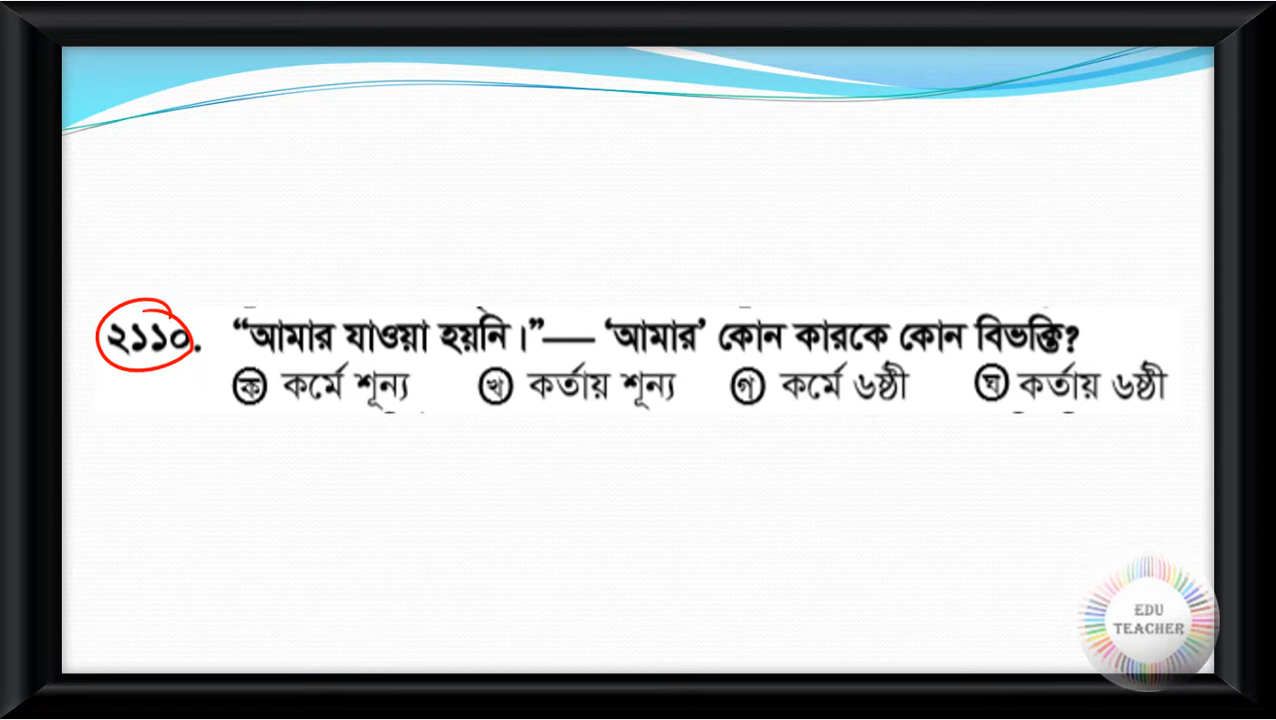 ২১১০. “আমার যাওয়া হয়নি।”— ‘আমার’ কোন কারকে কোন বিভক্তি?
ক কর্মে শূন্য খ কর্তায় শূন্য গ কর্মে ৬ষ্ঠী ঘ কর্তায় ৬ষ্ঠী
EDU
TEACHER